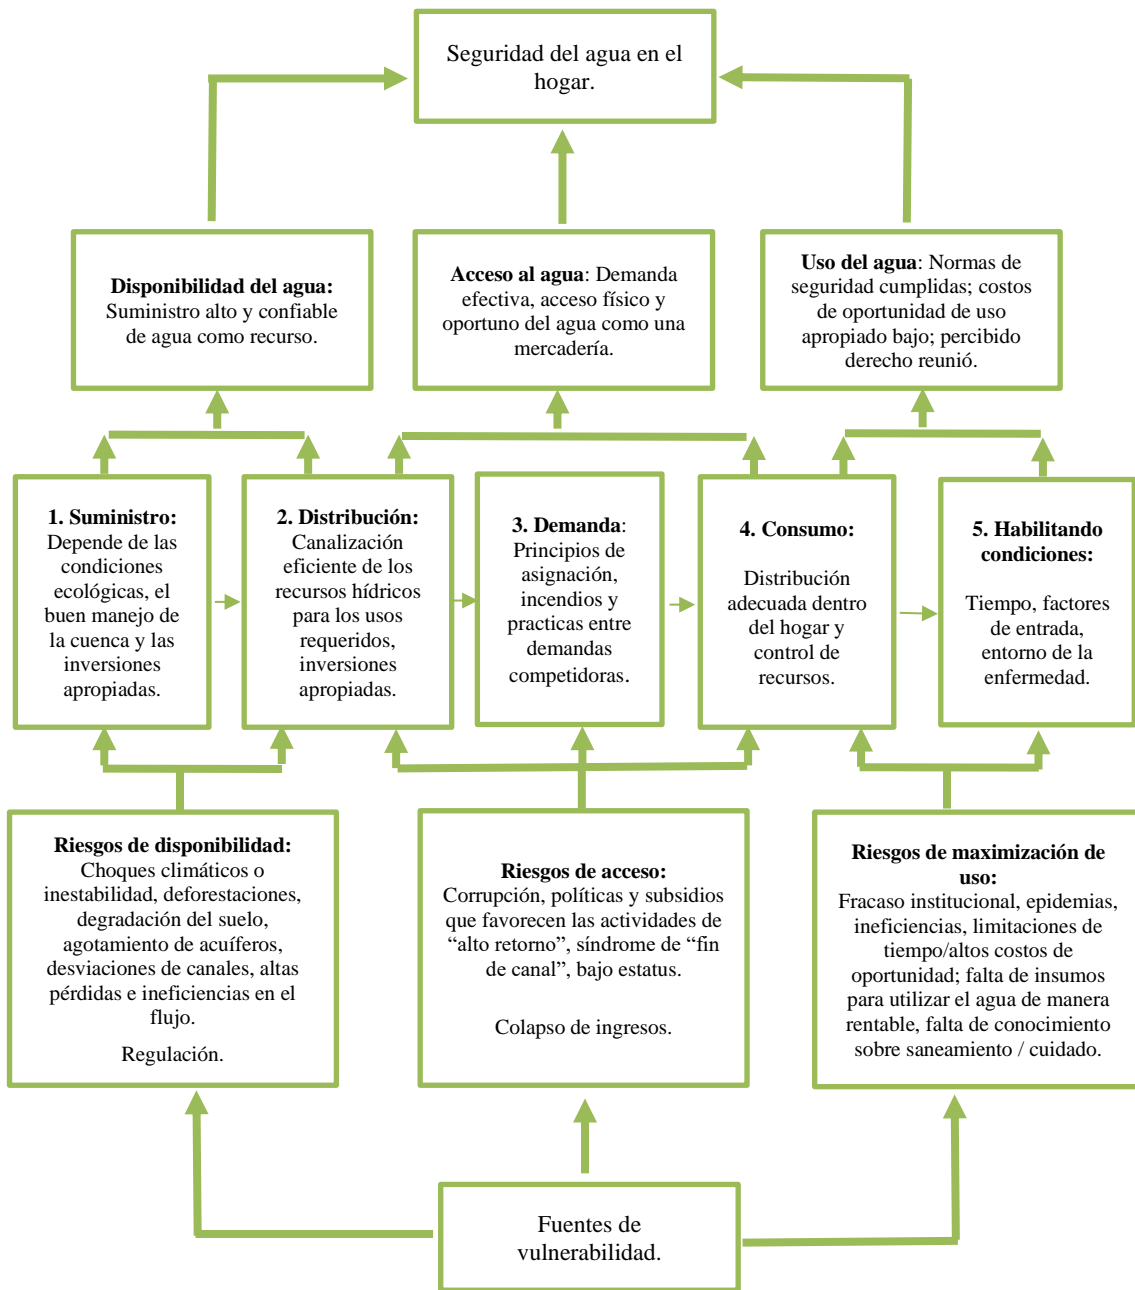 Seguridad del agua en el
hogar.
Disponibilidad del agua:
Suministro alto y confiable
de agua como recurso.
Acceso al agua: Demanda
efectiva, acceso físico y
oportuno del agua como una
mercadería.
Uso del agua: Normas de
seguridad cumplidas; costos
de oportunidad de uso
apropiado bajo; percibido
derecho reunió.
1. Suministro:
Depende de las
condiciones
ecológicas, el
buen manejo de
la cuenca y las
inversiones
apropiadas.
2. Distribución:
Canalización
eficiente de los
recursos hídricos
para los usos
requeridos,
inversiones
apropiadas.
3. Demanda:
Principios de
asignación,
incendios y
practicas entre
demandas
competidoras.
4. Consumo:
Distribución
adecuada dentro
del hogar y
control de
recursos.
5. Habilitando
condiciones:
Tiempo, factores
de entrada,
entorno de la
enfermedad.
Riesgos de disponibilidad:
Choques climáticos o
inestabilidad, deforestaciones,
degradación del suelo,
agotamiento de acuíferos,
desviaciones de canales, altas
pérdidas e ineficiencias en el
flujo.
Regulación.
Riesgos de acceso:
Corrupción, políticas y subsidios
que favorecen las actividades de
“alto retorno”, síndrome de “fin
de canal”, bajo estatus.
Colapso de ingresos.
Riesgos de maximización de
uso:
Fracaso institucional, epidemias,
ineficiencias, limitaciones de
tiempo/altos costos de
oportunidad; falta de insumos
para utilizar el agua de manera
rentable, falta de conocimiento
sobre saneamiento / cuidado.
Fuentes de
vulnerabilidad.